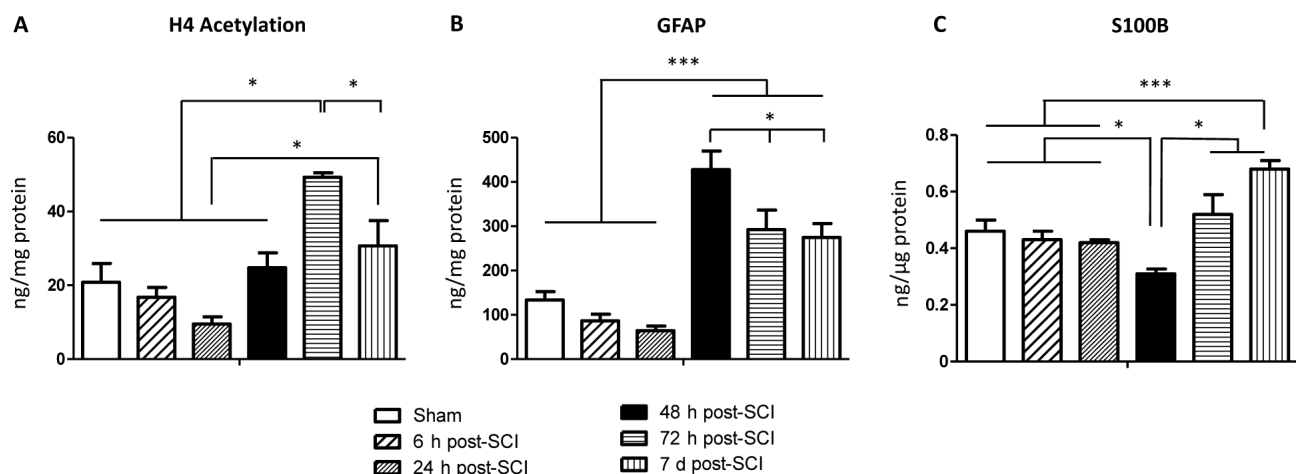 A
H4 Acetylation
*
*
*
ng/mg protein
60
40
20
0
B
GFAP
***
*
ng/mg protein
500
400
300
200
100
0
C
S100B
***
*
*
ng/µg protein
0.8
0.6
0.4
0.2
0
Sham
6 h post-SCI
24 h post-SCI
48 h post-SCI
72 h post-SCI
7 d post-SCI